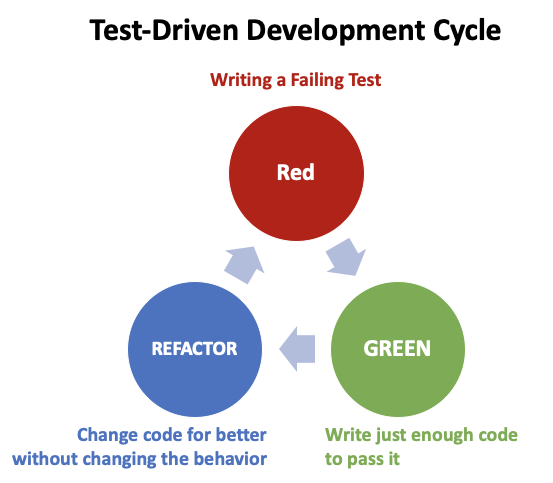 Test-Driven Development Cycle
Writing a Failing Test
Red
REFACTOR
GREEN
Change code for better
without changing the behavior
Write just enough code
to pass it